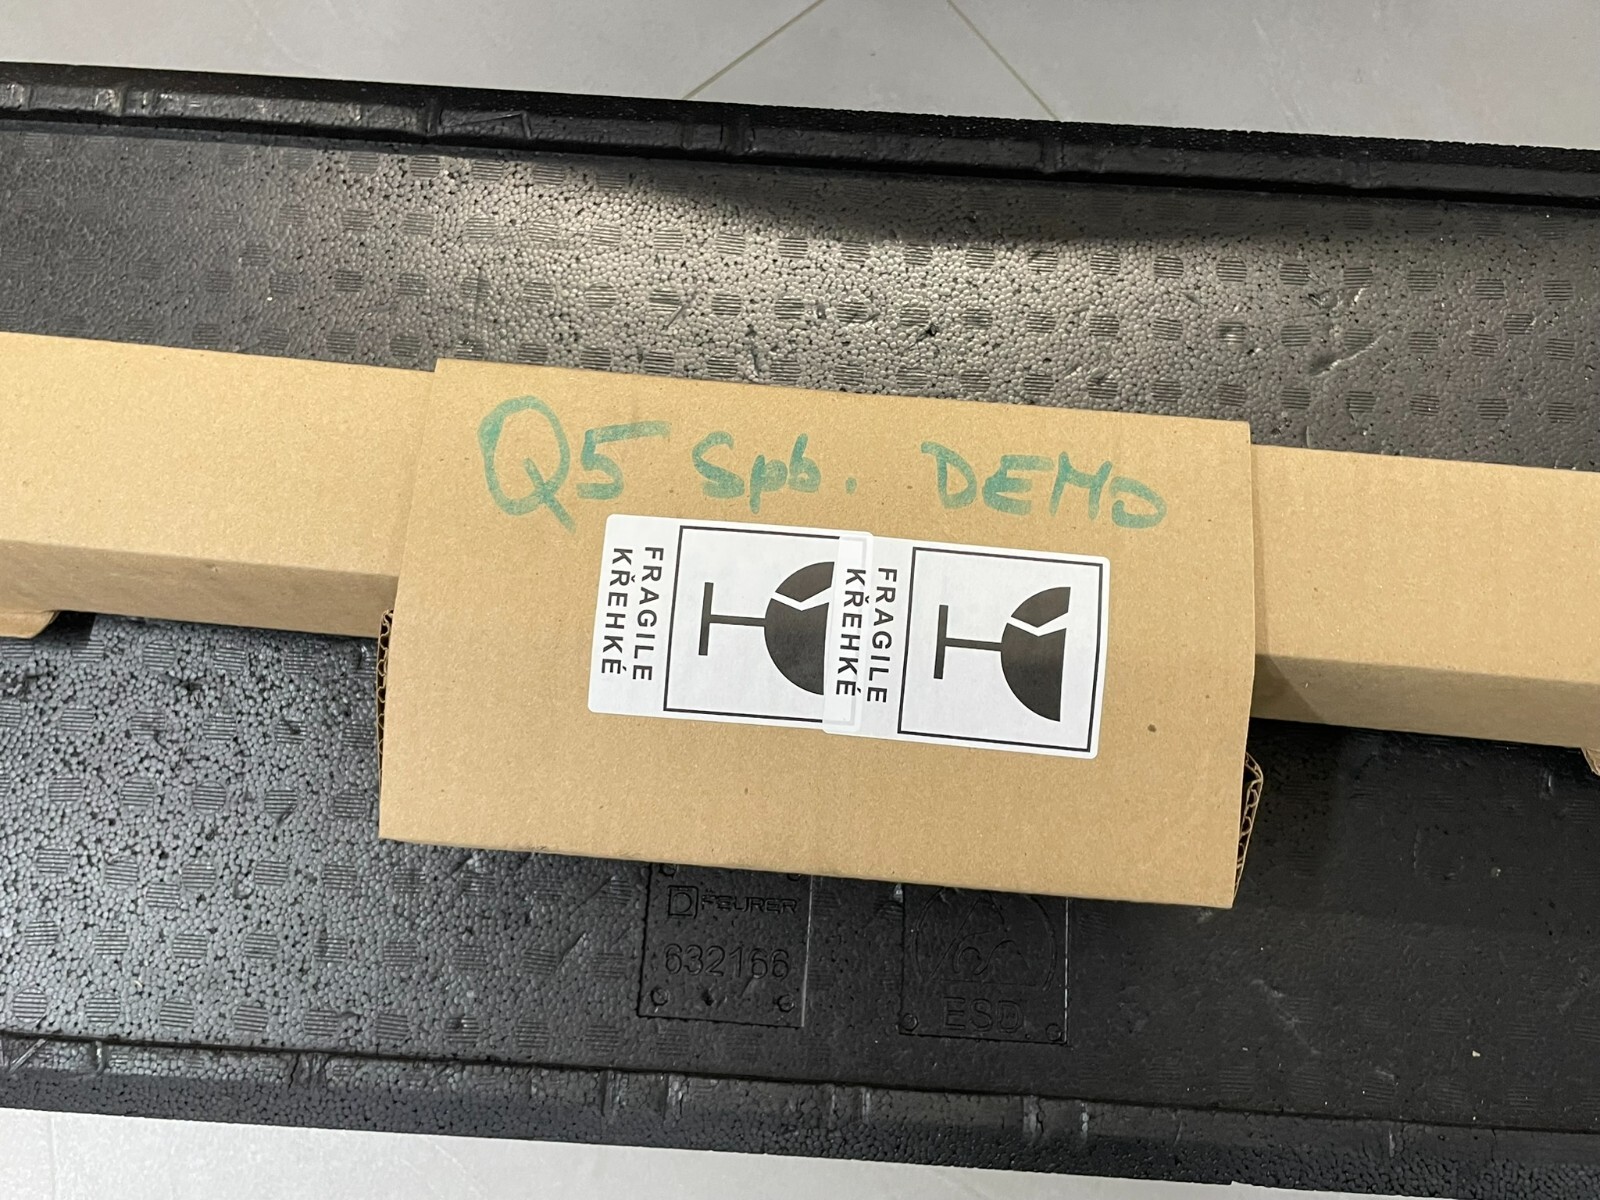 Q5 Spb. DEMO
FRAGILE
KŘEHKÉ
FRAGILE
KŘEHKÉ
FEURER
632166
ESD